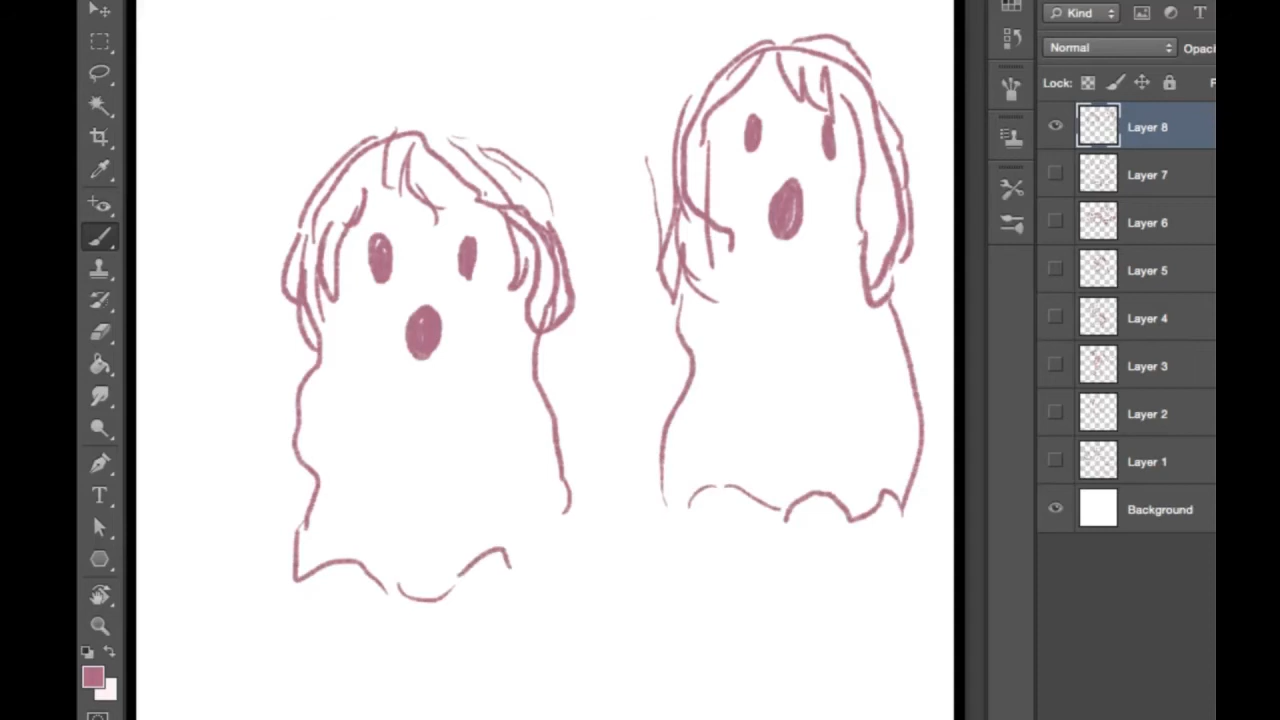 Kind
T
Normal
Opaci
Lock:
F
Layer 8
Layer 7
Layer 6
Layer 5
Layer 4
Layer 3
Layer 2
Layer 1
Background
T